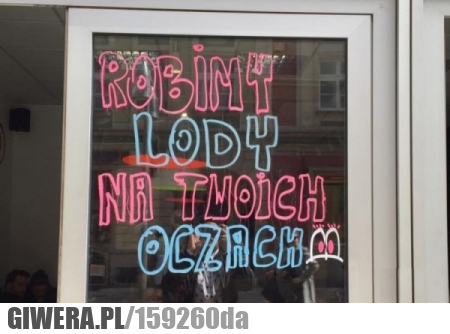 ROBIMY
LODY
NA TWOICH
OCZACH
GIWERA.PL/159260da